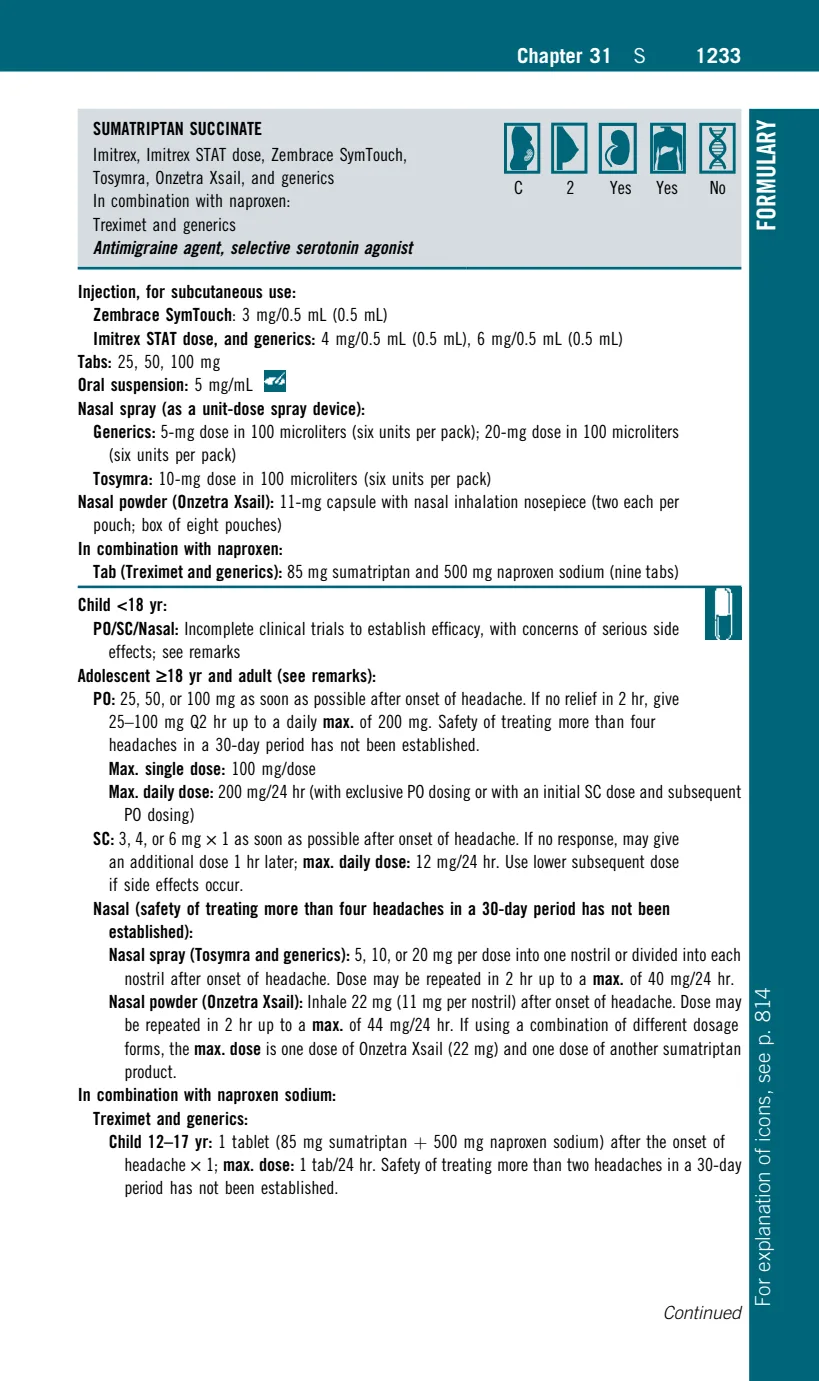 Chapter 31 S 1233
SUMATRIPTAN SUCCINATE
Imitrex, Imitrex STAT dose, Zembrace SymTouch,
Tosymra, Onzetra Xsail, and generics
In combination with naproxen:
Treximet and generics
Antimigraine agent, selective serotonin agonist
C 2 Yes Yes No
FORMULARY
Injection, for subcutaneous use:
Zembrace SymTouch: 3 mg/0.5 mL (0.5 mL)
Imitrex STAT dose, and generics: 4 mg/0.5 mL (0.5 mL), 6 mg/0.5 mL (0.5 mL)
Tabs: 25, 50, 100 mg
Oral suspension: 5 mg/mL
Nasal spray (as a unit-dose spray device):
Generics: 5-mg dose in 100 microliters (six units per pack); 20-mg dose in 100 microliters
(six units per pack)
Tosymra: 10-mg dose in 100 microliters (six units per pack)
Nasal powder (Onzetra Xsail): 11-mg capsule with nasal inhalation nosepiece (two each per
pouch; box of eight pouches)
In combination with naproxen:
Tab (Treximet and generics): 85 mg sumatriptan and 500 mg naproxen sodium (nine tabs)
Child <18 yr:
PO/SC/Nasal: Incomplete clinical trials to establish efficacy, with concerns of serious side
effects; see remarks
Adolescent ≥18 yr and adult (see remarks):
PO: 25, 50, or 100 mg as soon as possible after onset of headache. If no relief in 2 hr, give
25–100 mg Q2 hr up to a daily max. of 200 mg. Safety of treating more than four
headaches in a 30-day period has not been established.
Max. single dose: 100 mg/dose
Max. daily dose: 200 mg/24 hr (with exclusive PO dosing or with an initial SC dose and subsequent
PO dosing)
SC: 3, 4, or 6 mg × 1 as soon as possible after onset of headache. If no response, may give
an additional dose 1 hr later; max. daily dose: 12 mg/24 hr. Use lower subsequent dose
if side effects occur.
Nasal (safety of treating more than four headaches in a 30-day period has not been
established):
Nasal spray (Tosymra and generics): 5, 10, or 20 mg per dose into one nostril or divided into each
nostril after onset of headache. Dose may be repeated in 2 hr up to a max. of 40 mg/24 hr.
Nasal powder (Onzetra Xsail): Inhale 22 mg (11 mg per nostril) after onset of headache. Dose may
be repeated in 2 hr up to a max. of 44 mg/24 hr. If using a combination of different dosage
forms, the max. dose is one dose of Onzetra Xsail (22 mg) and one dose of another sumatriptan
product.
In combination with naproxen sodium:
Treximet and generics:
Child 12–17 yr: 1 tablet (85 mg sumatriptan + 500 mg naproxen sodium) after the onset of
headache × 1; max. dose: 1 tab/24 hr. Safety of treating more than two headaches in a 30-day
period has not been established.
For explanation of icons, see p. 814
Continued